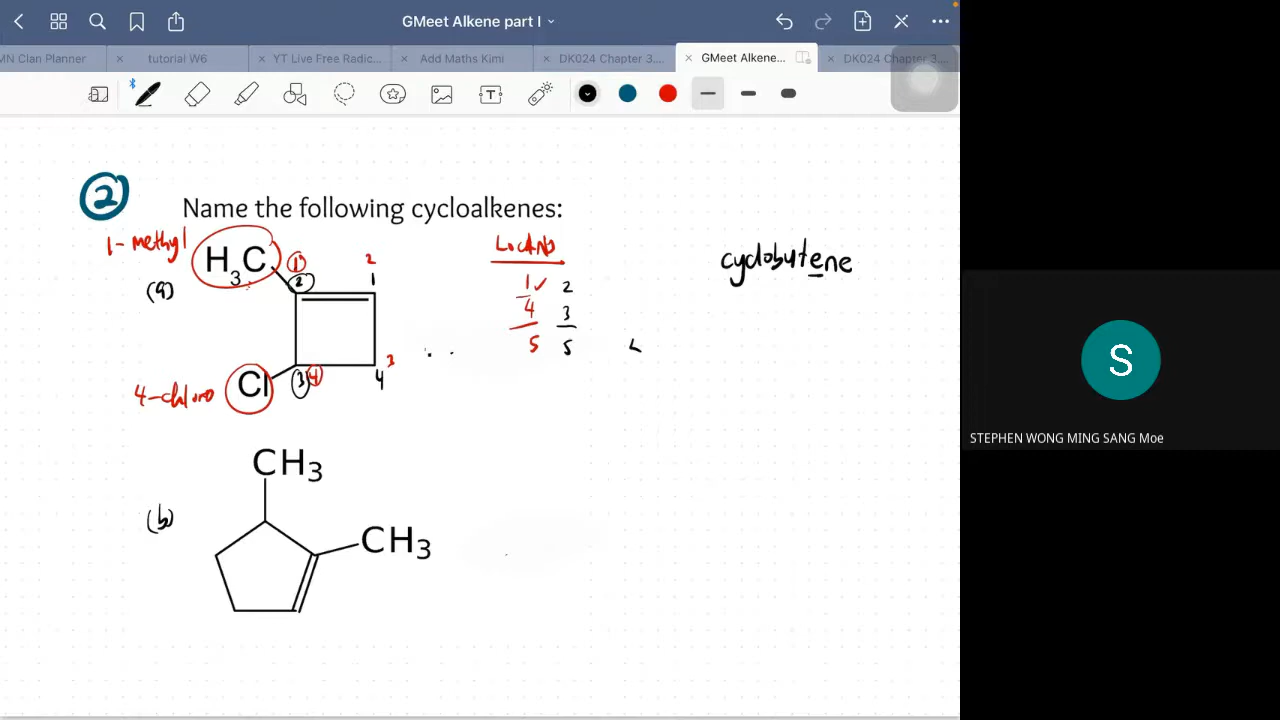 GMeet Alkene part I
MN Clan Planner
tutorial W6
YT Live Free Radic...
Add Maths Kimi
DK024 Chapter 3....
GMeet Alkene...
DK024 Chapter 3....
2
Name the following cycloalkenes:
1-methyl
H3C
1
2
2
1
(a)
4-chloro
Cl
3
4
3
4
1 2
4 3
5 5
cyclobutene
(b)
CH3
CH3
T
S
STEPHEN WONG MING SANG Moe